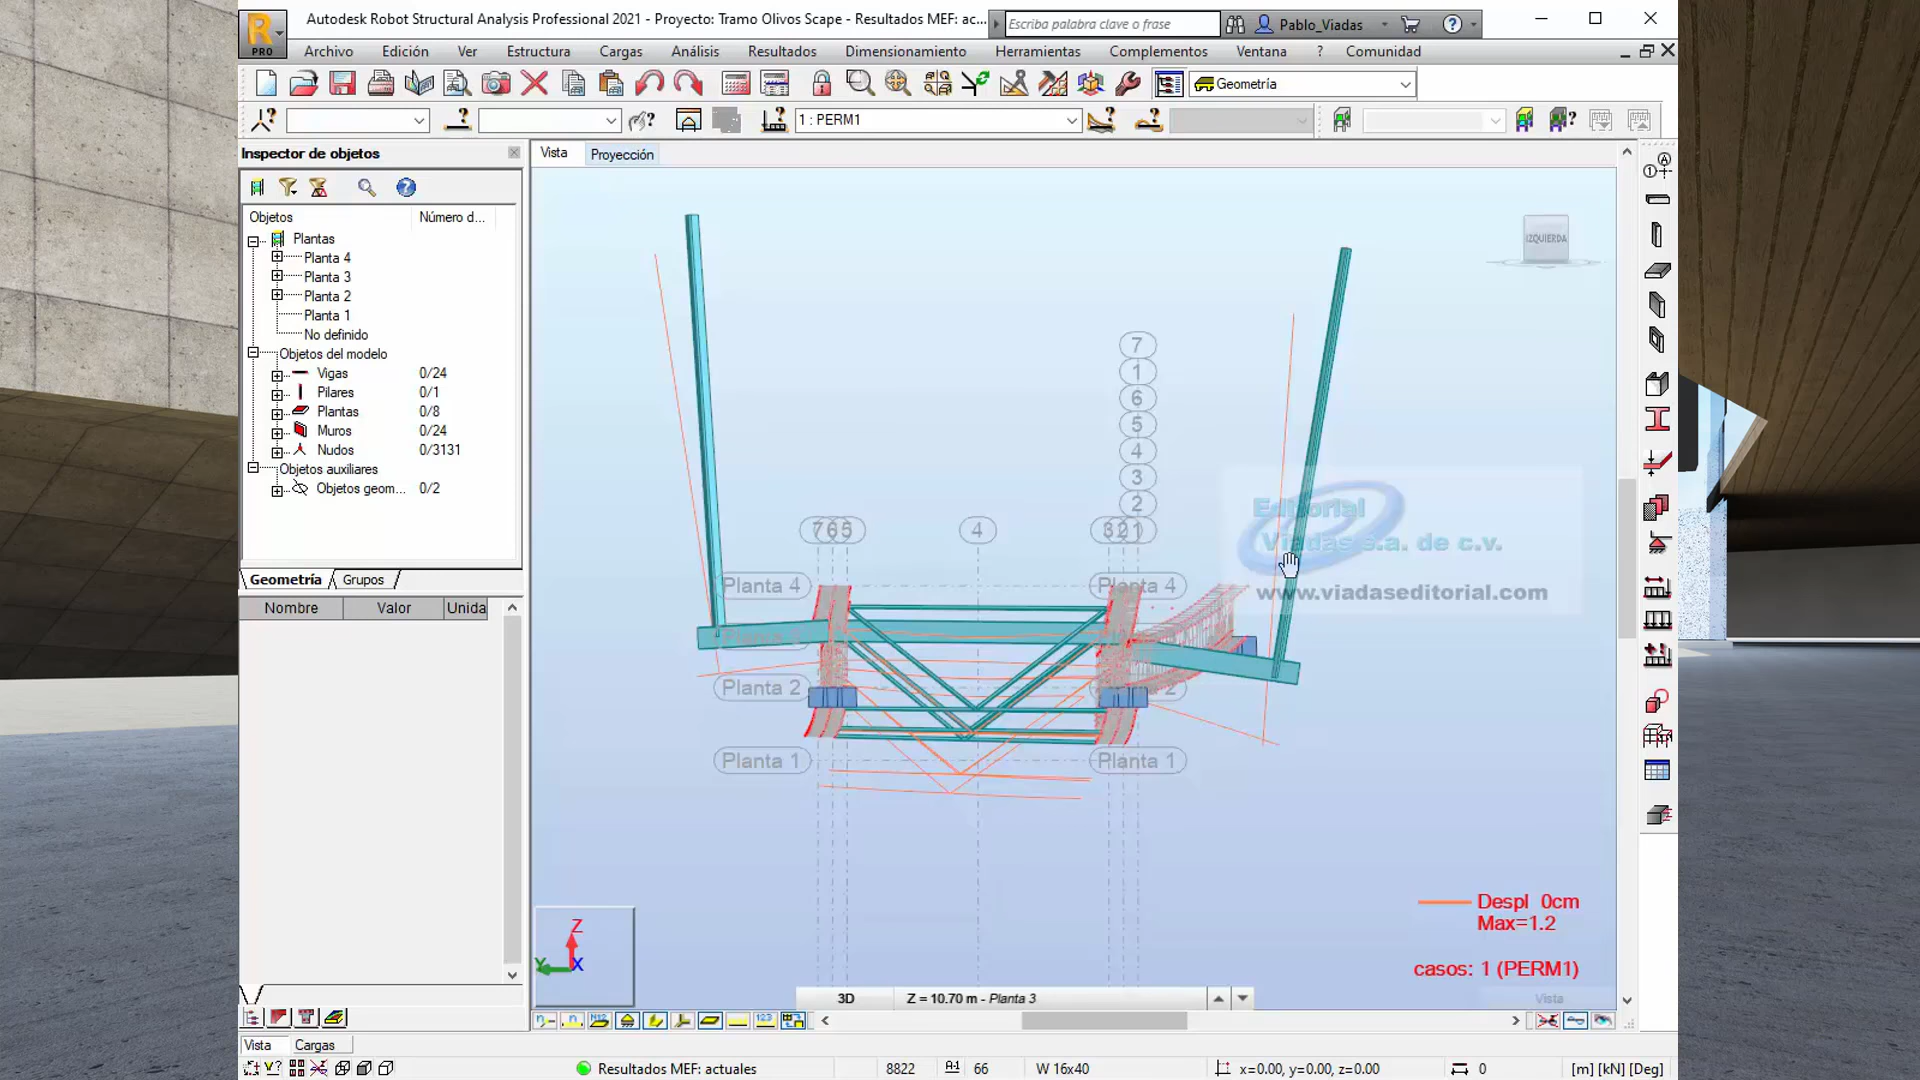 Autodesk Robot Structural Analysis Professional 2021 - Proyecto: Tramo Olivos Scape - Resultados MEF: ac...
Escriba palabra clave o frase
Pablo_Viadas
PRO
Archivo Edición Ver Estructura Cargas Análisis Resultados Dimensionamiento Herramientas Complementos Ventana ? Comunidad
Geometría
1 : PERM1
Inspector de objetos
Vista
Proyección
Objetos Número d...
Plantas
Planta 4
Planta 3
Planta 2
Planta 1
No definido
Objetos del modelo
Vigas 0/24
Pilares 0/1
Plantas 0/8
Muros 0/24
Nudos 0/3131
Objetos auxiliares
Objetos geom... 0/2
Geometría Grupos
Nombre Valor Unida
IZQUIERDA
7
1
6
5
4
3
2
765 4 321
Planta 4 Planta 4
Planta 2
Planta 1 Planta 1
Editorial
Viadas s.a. de c.v.
www.viadaseditorial.com
Despl 0cm
Max=1.2
casos: 1 (PERM1)
Z
Y X
3D Z = 10.70 m - Planta 3
Vista
Vista Cargas
Resultados MEF: actuales 8822 66 W 16x40 x=0.00, y=0.00, z=0.00 0 [m] [kN] [Deg]